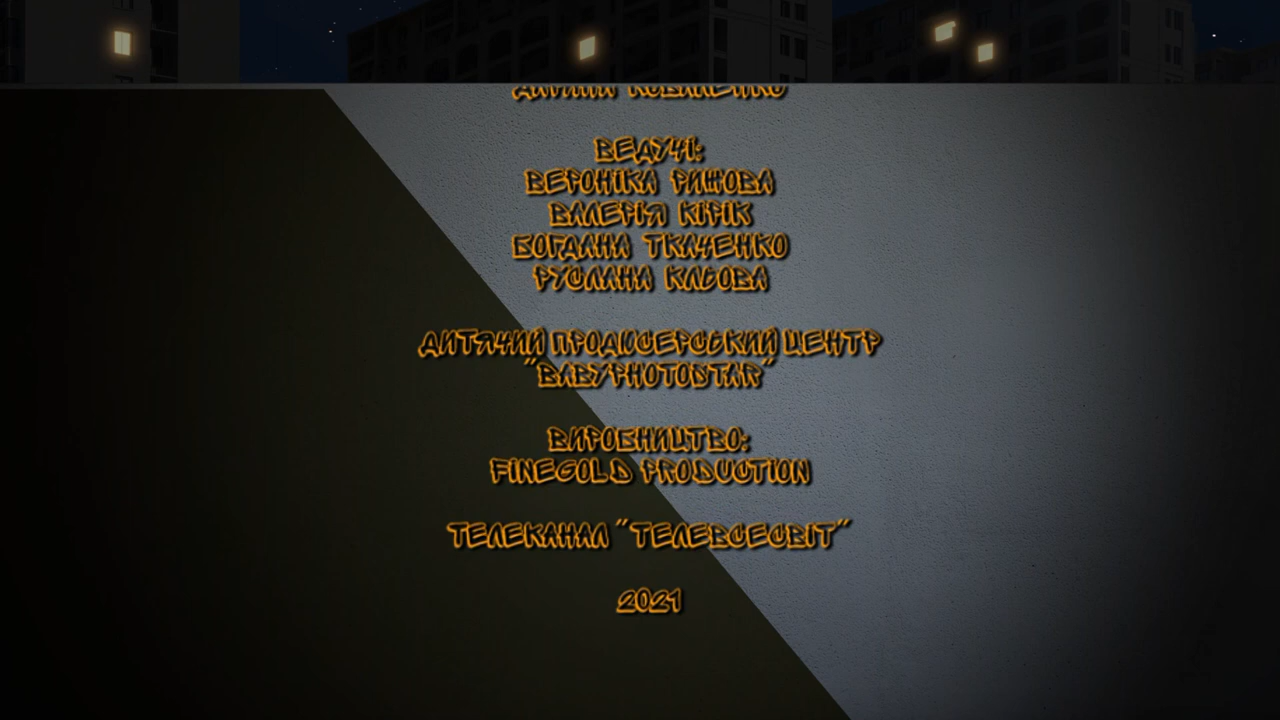 ВЕДУЧІ:
ВЕРОНІКА РИЖОВА
ВАЛЕРІЯ КІРІК
БОГДАНА ТКАЧЕНКО
РУСЛАНА КЛЬОВА
ДИТЯЧИЙ ПРОДЮСЕРСЬКИЙ ЦЕНТР
"BABYPHOTOSTAR"
ВИРОБНИЦТВО:
FINEGOLD PRODUCTION
ТЕЛЕКАНАЛ "ТЕЛЕВСЕСВІТ"
2021